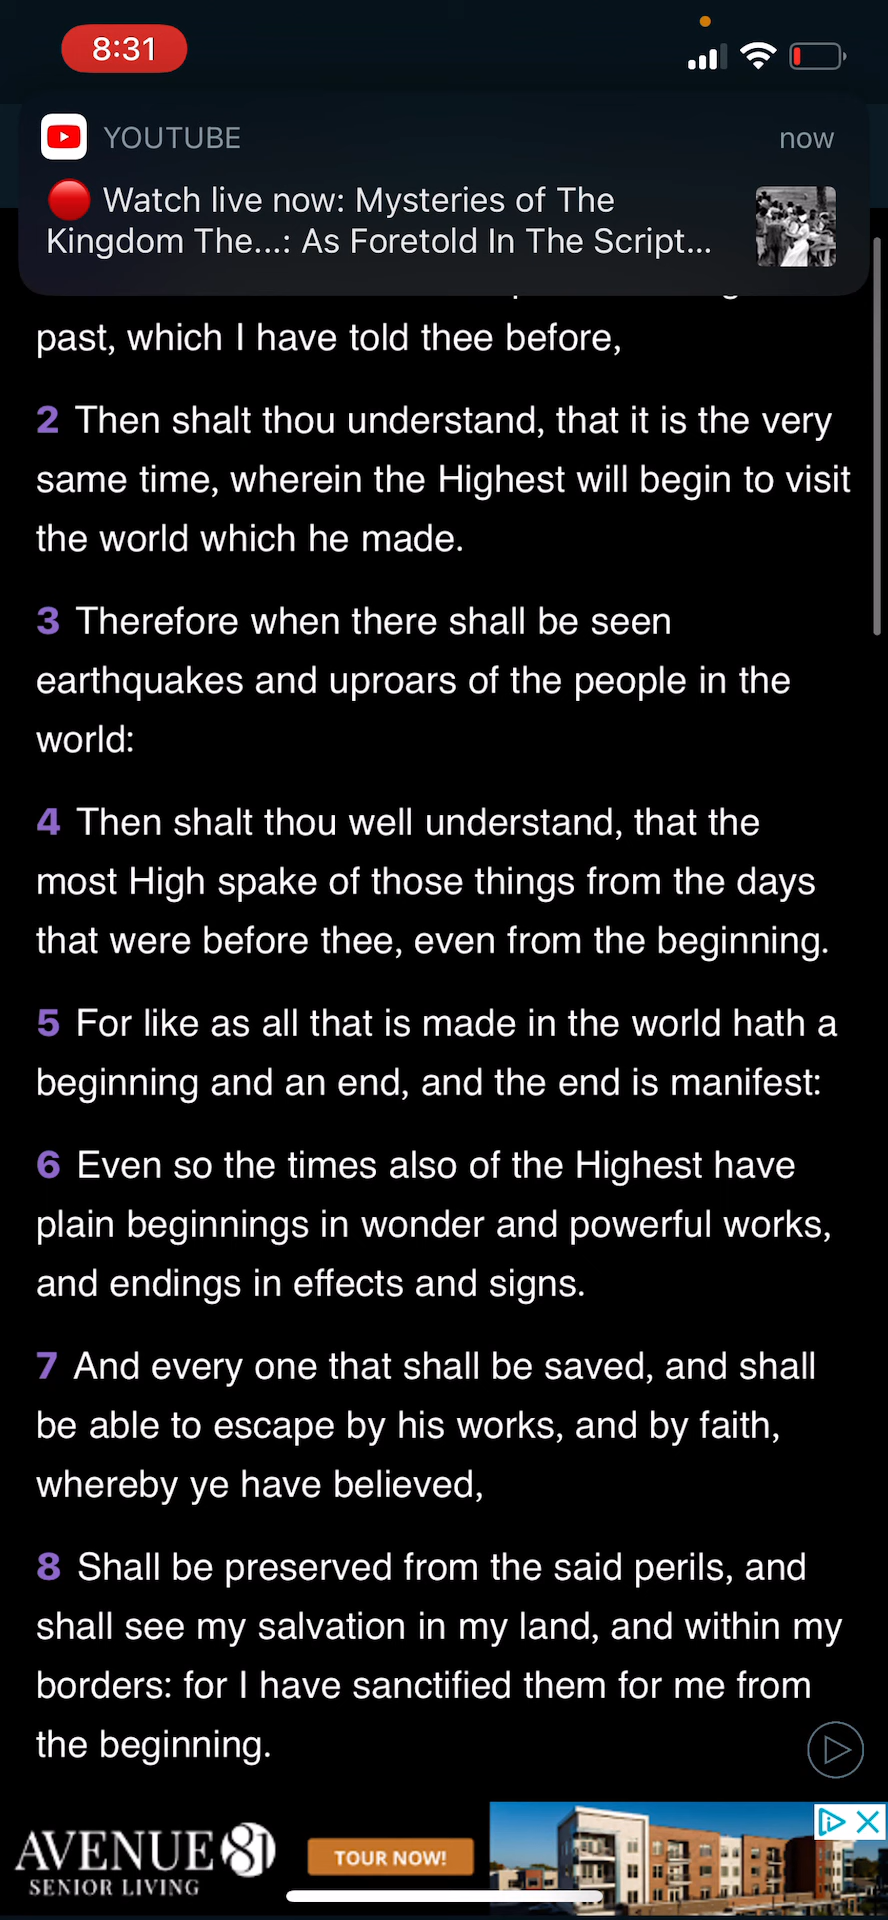 8:31
YOUTUBE
now
🔴 Watch live now: Mysteries of The
Kingdom The...: As Foretold In The Script...
past, which I have told thee before,
2 Then shalt thou understand, that it is the very
same time, wherein the Highest will begin to visit
the world which he made.
3 Therefore when there shall be seen
earthquakes and uproars of the people in the
world:
4 Then shalt thou well understand, that the
most High spake of those things from the days
that were before thee, even from the beginning.
5 For like as all that is made in the world hath a
beginning and an end, and the end is manifest:
6 Even so the times also of the Highest have
plain beginnings in wonder and powerful works,
and endings in effects and signs.
7 And every one that shall be saved, and shall
be able to escape by his works, and by faith,
whereby ye have believed,
8 Shall be preserved from the said perils, and
shall see my salvation in my land, and within my
borders: for I have sanctified them for me from
the beginning.
AVENUE 81
SENIOR LIVING
TOUR NOW!